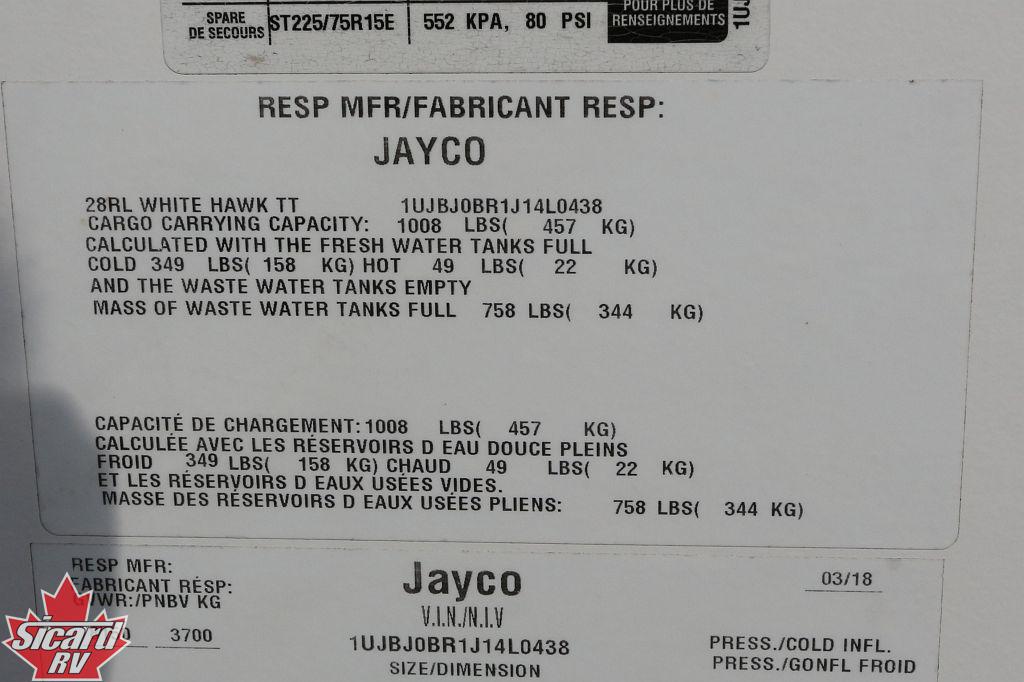 SPARE
DE SECOURS ST225/75R15E 552 KPA, 80 PSI
POUR PLUS DE
RENSEIGNEMENTS
1UJ
RESP MFR/FABRICANT RESP:
JAYCO
28RL WHITE HAWK TT 1UJBJ0BR1J14L0438
CARGO CARRYING CAPACITY: 1008 LBS( 457 KG)
CALCULATED WITH THE FRESH WATER TANKS FULL
COLD 349 LBS( 158 KG) HOT 49 LBS( 22 KG)
AND THE WASTE WATER TANKS EMPTY
MASS OF WASTE WATER TANKS FULL 758 LBS( 344 KG)
CAPACITÉ DE CHARGEMENT: 1008 LBS( 457 KG)
CALCULÉE AVEC LES RÉSERVOIRS D EAU DOUCE PLEINS
FROID 349 LBS( 158 KG) CHAUD 49 LBS( 22 KG)
ET LES RÉSERVOIRS D EAUX USÉES VIDES.
MASSE DES RÉSERVOIRS D EAUX USÉES PLIENS: 758 LBS( 344 KG)
RESP MFR:
FABRICANT RÉSP:
/PNBV KG
3700
Jayco
V.I.N./N.I.V
1UJBJ0BR1J14L0438
SIZE/DIMENSION
03/18
PRESS./COLD INFL.
PRESS./GONFL FROID
Sicard
RV